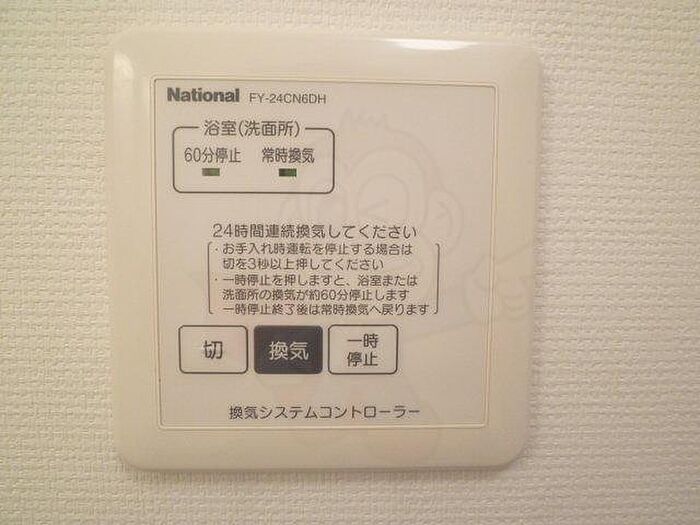 National FY-24CN6DH
浴室(洗面所)
60分停止 常時換気
24時間連続換気してください
・お手入れ時運転を停止する場合は
切を3秒以上押してください
・一時停止を押しますと、浴室または
洗面所の換気が約60分停止します
一時停止終了後は常時換気へ戻ります
切 換気 一時
停止
換気システムコントローラー